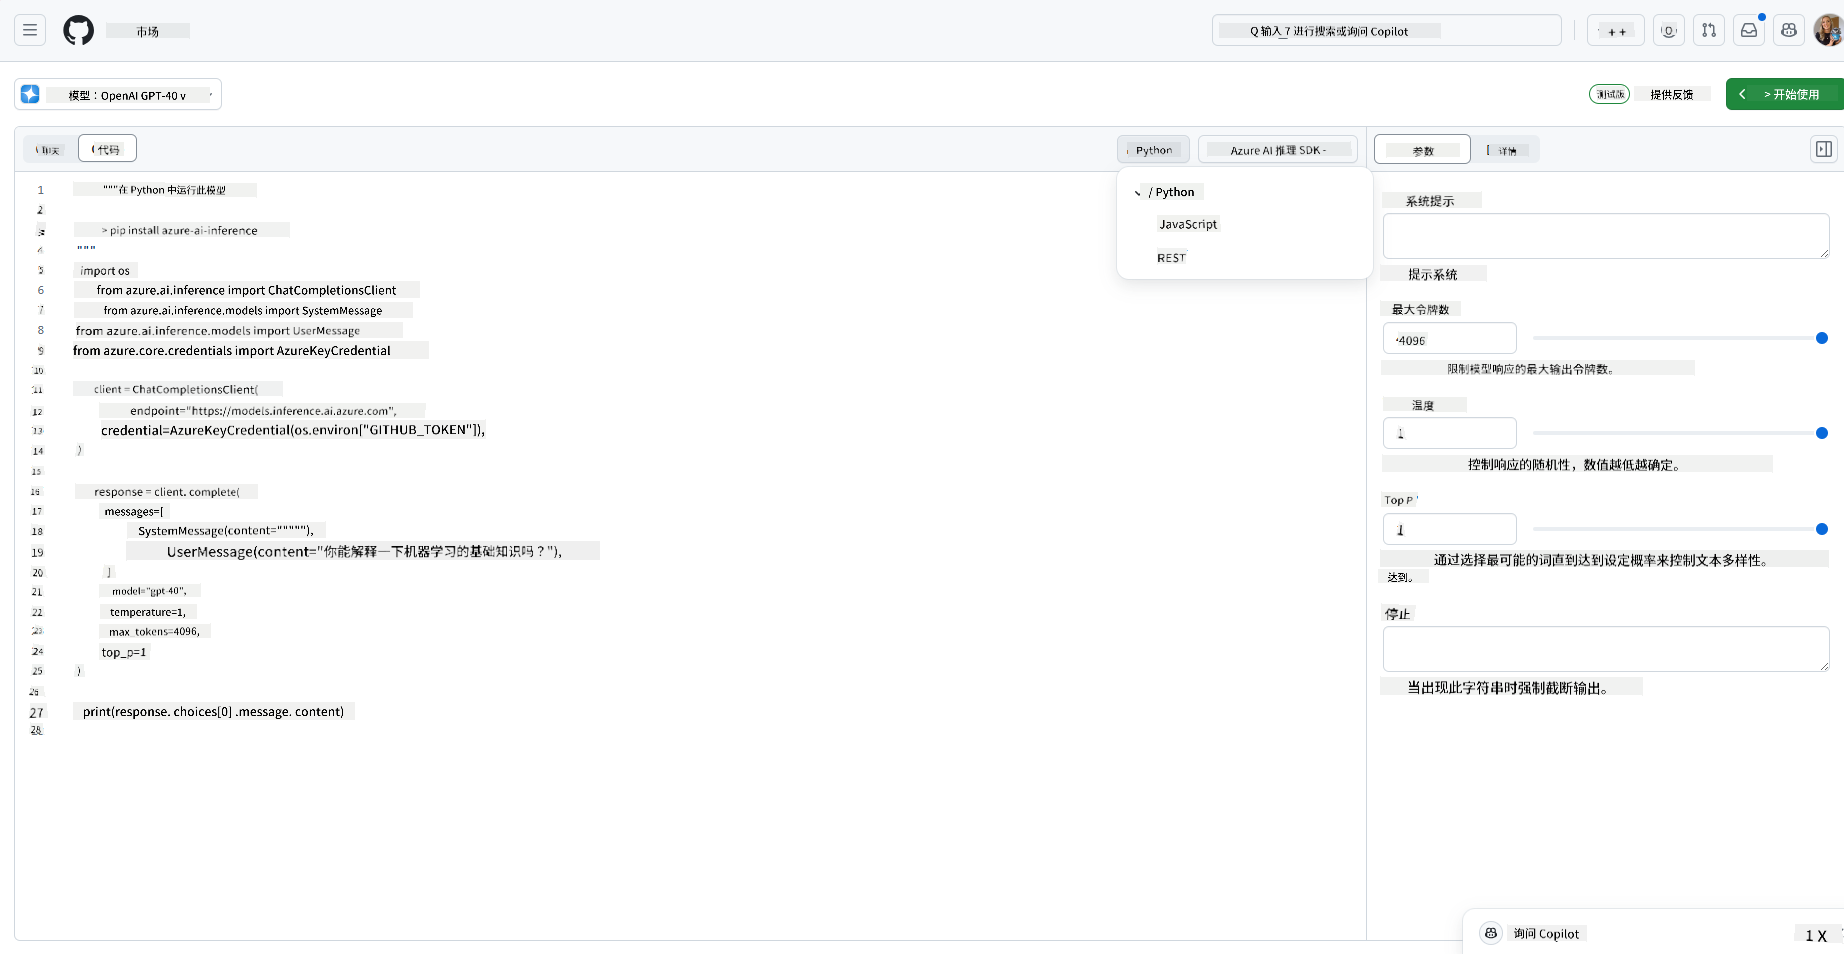 市场
Q 输入_7 进行搜索或询问 Copilot
+ +
模型：OpenAI GPT-40 v
测试版
提供反馈
> 开始使用
聊天
代码
Python
Azure AI 推理 SDK -
参数
详情
/ Python
JavaScript
REST
1 """在 Python 中运行此模型
2
> pip install azure-ai-inference
4 """
5 import os
6 from azure.ai.inference import ChatCompletionsClient
7 from azure.ai.inference.models import SystemMessage
8 from azure.ai.inference.models import UserMessage
9 from azure.core.credentials import AzureKeyCredential
10
11 client = ChatCompletionsClient(
12 endpoint="https://models.inference.ai.azure.com",
13 credential=AzureKeyCredential(os.environ["GITHUB_TOKEN"]),
14 )
15
16 response = client. complete(
17 messages=[
18 SystemMessage(content="""""),
19 UserMessage(content="你能解释一下机器学习的基础知识吗？"),
20 ]
21 model="gpt-40",
22 temperature=1,
23 max_tokens=4096,
24 top_p=1
25 )
26
27 print(response. choices[0] .message. content)
28
系统提示
提示系统
最大令牌数
4096
限制模型响应的最大输出令牌数。
温度
1
控制响应的随机性，数值越低越确定。
Top P
1
通过选择最可能的词直到达到设定概率来控制文本多样性。
达到。
停止
当出现此字符串时强制截断输出。
询问 Copilot
1 X